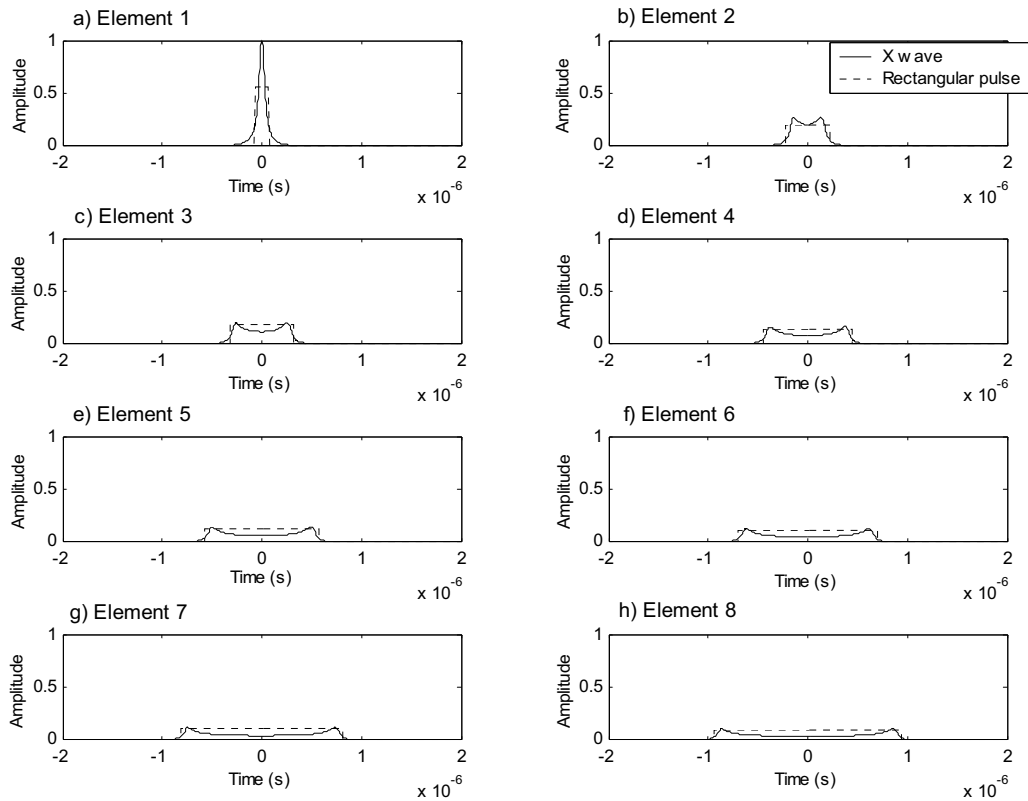 a) Element 1
1
0.5
0
Amplitude
-2 -1 0 1 2
Time (s)
x 10⁻⁶
b) Element 2
X wave
Rectangular pulse
1
0.5
0
Amplitude
-2 -1 0 1 2
Time (s)
x 10⁻⁶
c) Element 3
1
0.5
0
Amplitude
-2 -1 0 1 2
Time (s)
x 10⁻⁶
d) Element 4
1
0.5
0
Amplitude
-2 -1 0 1 2
Time (s)
x 10⁻⁶
e) Element 5
1
0.5
0
Amplitude
-2 -1 0 1 2
Time (s)
x 10⁻⁶
f) Element 6
1
0.5
0
Amplitude
-2 -1 0 1 2
Time (s)
x 10⁻⁶
g) Element 7
1
0.5
0
Amplitude
-2 -1 0 1 2
Time (s)
x 10⁻⁶
h) Element 8
1
0.5
0
Amplitude
-2 -1 0 1 2
Time (s)
x 10⁻⁶